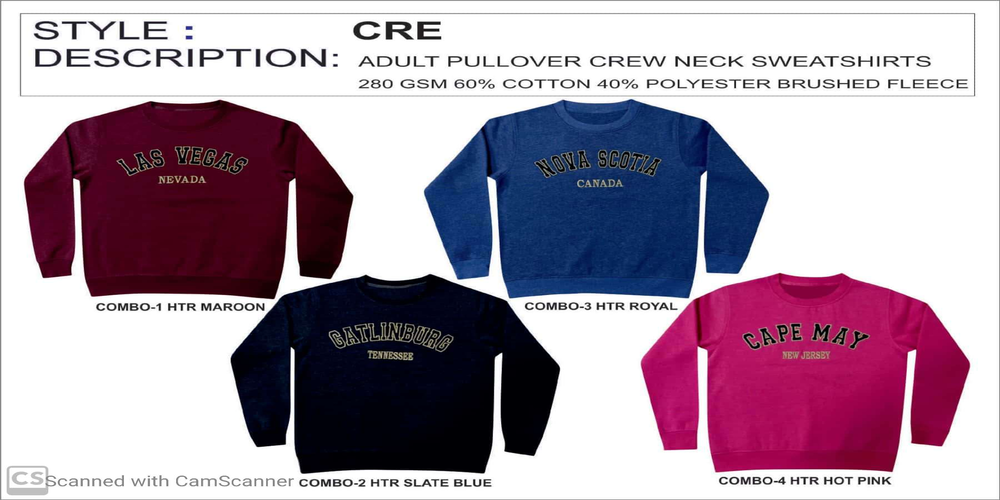 STYLE : CRE
DESCRIPTION: ADULT PULLOVER CREW NECK SWEATSHIRTS
280 GSM 60% COTTON 40% POLYESTER BRUSHED FLEECE
LAS VEGAS
NEVADA
COMBO-1 HTR MAROON
NOVA SCOTIA
CANADA
COMBO-3 HTR ROYAL
GATLINBURG
TENNESSEE
COMBO-2 HTR SLATE BLUE
CAPE MAY
NEW JERSEY
COMBO-4 HTR HOT PINK
CS Scanned with CamScanner